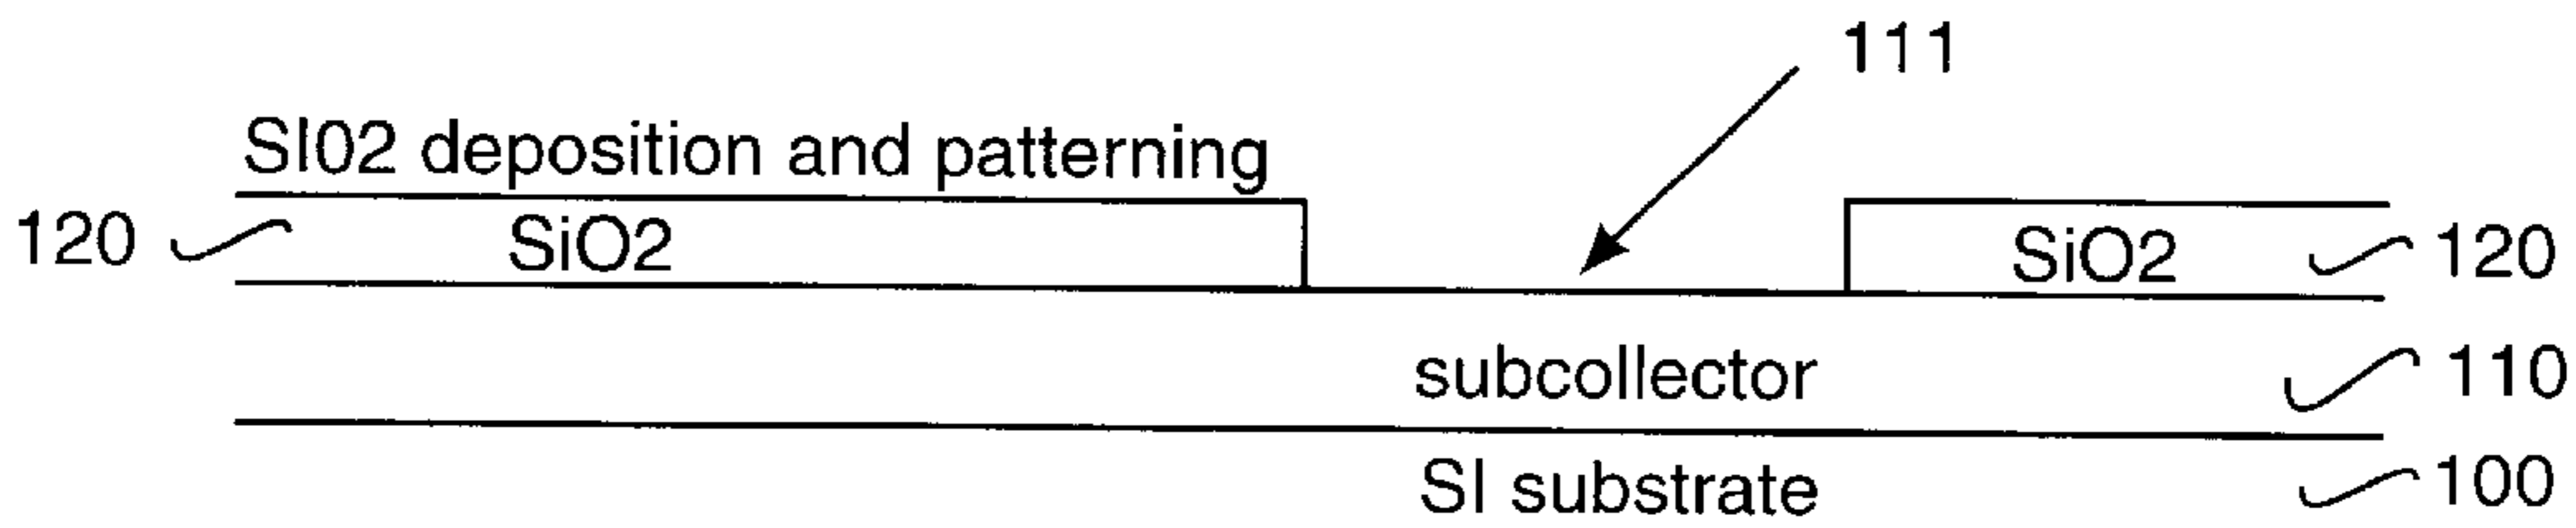 111
SI02 deposition and patterning
120 SiO2 SiO2 120
subcollector 110
SI substrate 100